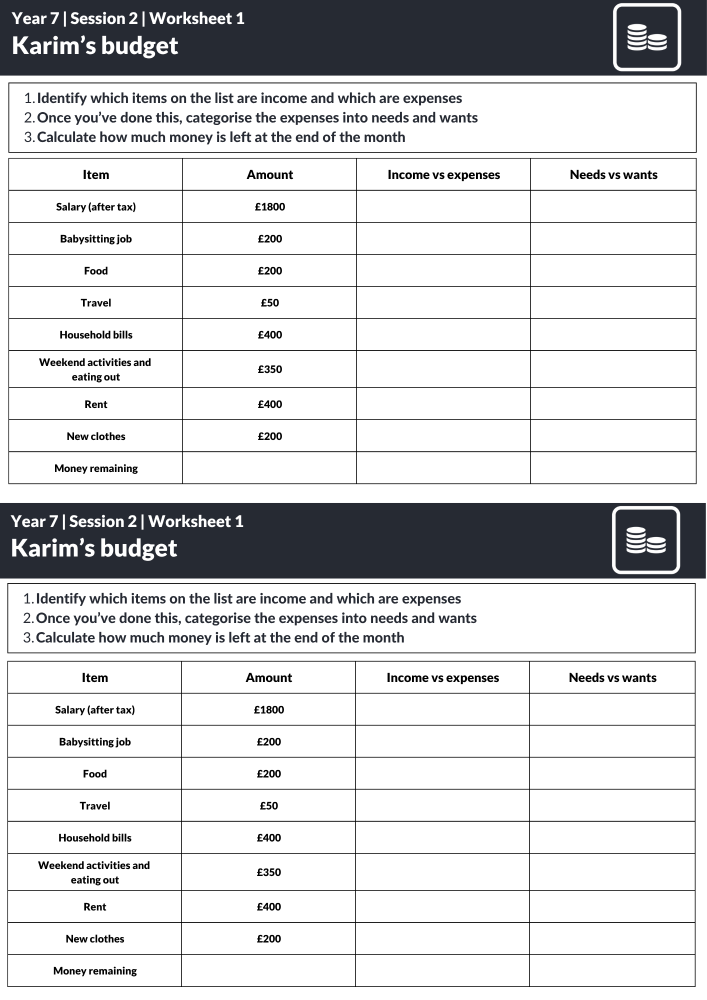 Year 7 | Session 2 | Worksheet 1
Karim’s budget
1. Identify which items on the list are income and which are expenses
2. Once you’ve done this, categorise the expenses into needs and wants
3. Calculate how much money is left at the end of the month
Item Amount Income vs expenses Needs vs wants
Salary (after tax) £1800
Babysitting job £200
Food £200
Travel £50
Household bills £400
Weekend activities and
eating out £350
Rent £400
New clothes £200
Money remaining
Year 7 | Session 2 | Worksheet 1
Karim’s budget
1. Identify which items on the list are income and which are expenses
2. Once you’ve done this, categorise the expenses into needs and wants
3. Calculate how much money is left at the end of the month
Item Amount Income vs expenses Needs vs wants
Salary (after tax) £1800
Babysitting job £200
Food £200
Travel £50
Household bills £400
Weekend activities and
eating out £350
Rent £400
New clothes £200
Money remaining